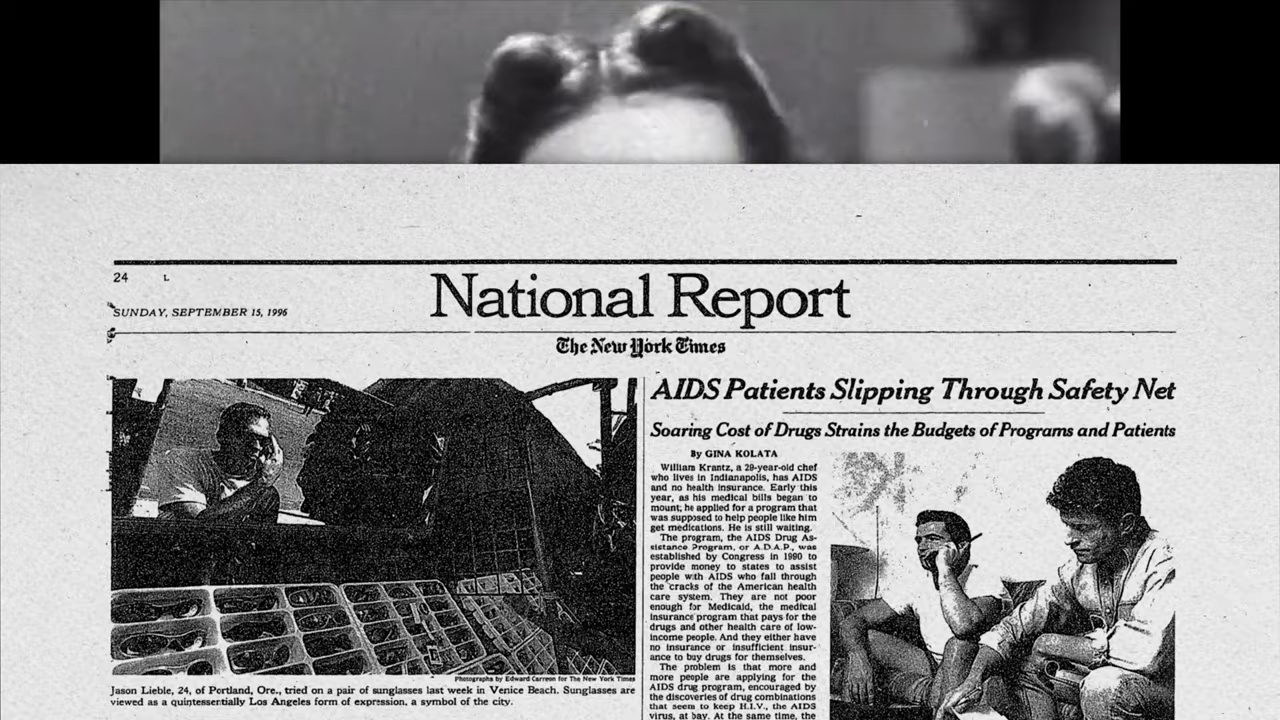 24 L
National Report
SUNDAY, SEPTEMBER 15, 1996
The New York Times
AIDS Patients Slipping Through Safety Net
Soaring Cost of Drugs Strains the Budgets of Programs and Patients
By GINA KOLATA
William Krantz, a 29-year-old chef
who lives in Indianapolis, has AIDS
and no health insurance. Early this
year, as his medical bills began to
mount, he applied for a program that
was supposed to help people like him
get medications. He is still waiting.
The program, the AIDS Drug As-
sistance Program, or A.D.A.P., was
established by Congress in 1990 to
provide money to states to assist
people with AIDS who fall through
the cracks of the American health
care system. They are not poor
enough for Medicaid, the medical
insurance program that pays for the
drugs and other health care of low-
income people. And they either have
no insurance or insufficient insur-
ance to buy drugs for themselves.
The problem is that more and
more people are applying for the
AIDS drug program, encouraged by
the discoveries of drug combinations
that seem to keep H.I.V., the AIDS
virus, at bay. At the same time, the
Photographs by Edward Carreon for The New York Times
Jason Lieble, 24, of Portland, Ore., tried on a pair of sunglasses last week in Venice Beach. Sunglasses are
viewed as a quintessentially Los Angeles form of expression, a symbol of the city.